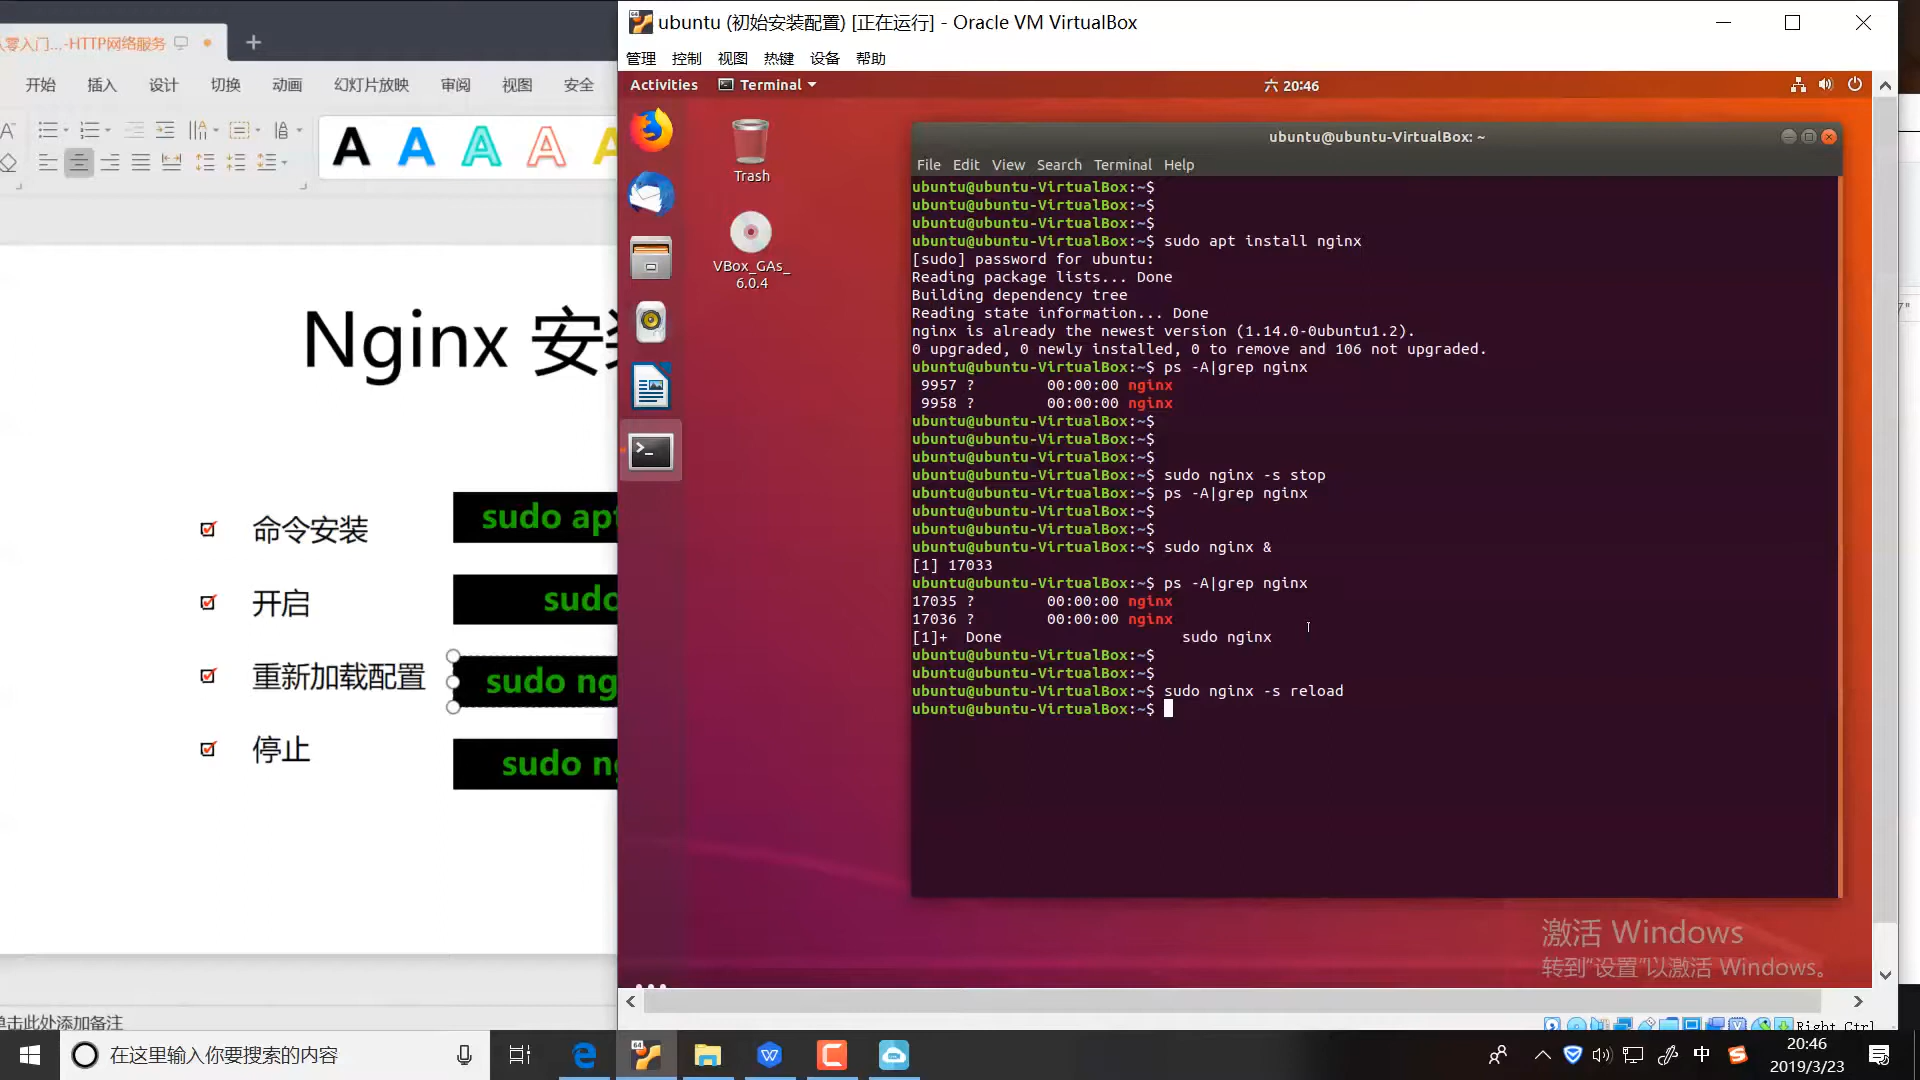 ubuntu (初始安装配置) [正在运行] - Oracle VM VirtualBox
零入门...-HTTP网络服务
管理 控制 视图 热键 设备 帮助
开始 插入 设计 切换 动画 幻灯片放映 审阅 视图 安全
Activities Terminal 六 20:46
Trash
VBox_GAs_
6.0.4
Nginx 安
命令安装 sudo apt
开启 sudo
重新加载配置 sudo ng
停止 sudo n
单击此处添加备注
ubuntu@ubuntu-VirtualBox: ~
File Edit View Search Terminal Help
ubuntu@ubuntu-VirtualBox:~$
ubuntu@ubuntu-VirtualBox:~$
ubuntu@ubuntu-VirtualBox:~$
ubuntu@ubuntu-VirtualBox:~$ sudo apt install nginx
[sudo] password for ubuntu:
Reading package lists... Done
Building dependency tree
Reading state information... Done
nginx is already the newest version (1.14.0-0ubuntu1.2).
0 upgraded, 0 newly installed, 0 to remove and 106 not upgraded.
ubuntu@ubuntu-VirtualBox:~$ ps -A|grep nginx
9957 ? 00:00:00 nginx
9958 ? 00:00:00 nginx
ubuntu@ubuntu-VirtualBox:~$
ubuntu@ubuntu-VirtualBox:~$
ubuntu@ubuntu-VirtualBox:~$
ubuntu@ubuntu-VirtualBox:~$ sudo nginx -s stop
ubuntu@ubuntu-VirtualBox:~$ ps -A|grep nginx
ubuntu@ubuntu-VirtualBox:~$
ubuntu@ubuntu-VirtualBox:~$
ubuntu@ubuntu-VirtualBox:~$ sudo nginx &
[1] 17033
ubuntu@ubuntu-VirtualBox:~$ ps -A|grep nginx
17035 ? 00:00:00 nginx
17036 ? 00:00:00 nginx
[1]+ Done sudo nginx
ubuntu@ubuntu-VirtualBox:~$
ubuntu@ubuntu-VirtualBox:~$
ubuntu@ubuntu-VirtualBox:~$ sudo nginx -s reload
ubuntu@ubuntu-VirtualBox:~$
激活 Windows
转到"设置"以激活 Windows。
Right Ctrl
在这里输入你要搜索的内容
中
20:46
2019/3/23